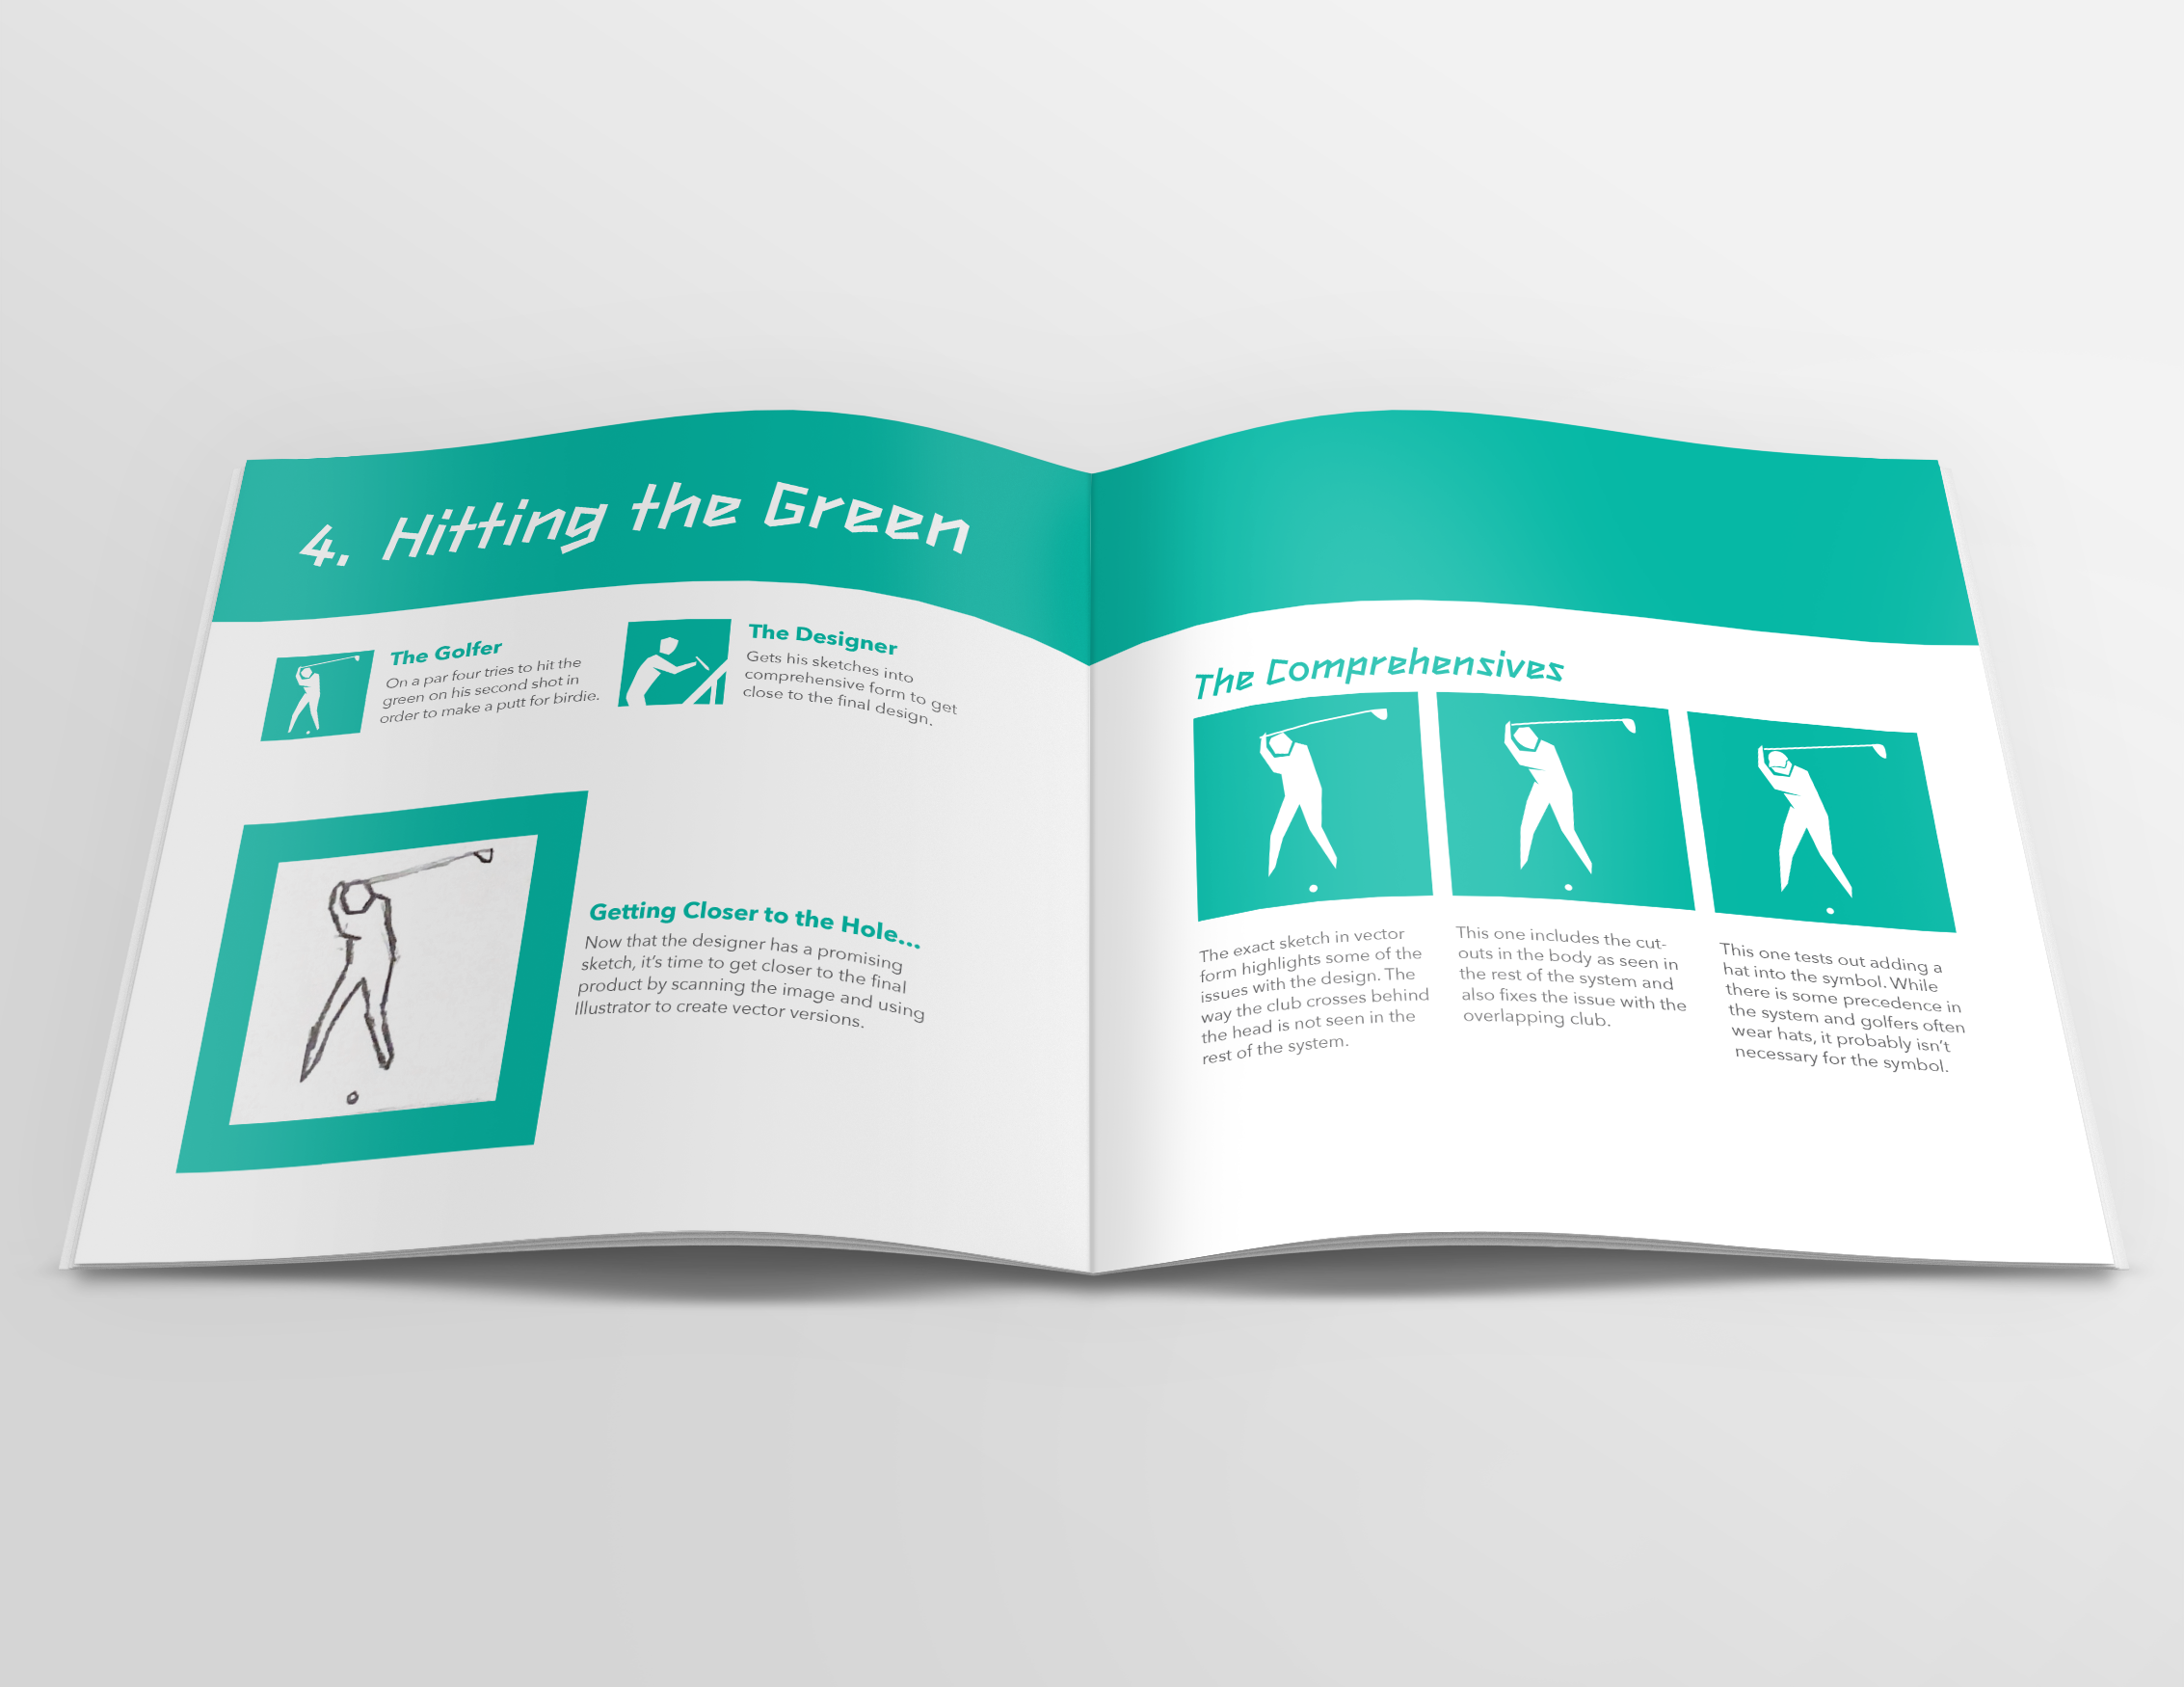 4. Hitting the Green
The Golfer
On a par four tries to hit the
green on his second shot in
order to make a putt for birdie.
The Designer
Gets his sketches into
comprehensive form to get
close to the final design.
Getting Closer to the Hole...
Now that the designer has a promising
sketch, it's time to get closer to the final
product by scanning the image and using
Illustrator to create vector versions.
The Comprehensives
The exact sketch in vector
form highlights some of the
issues with the design. The
way the club crosses behind
the head is not seen in the
rest of the system.
This one includes the cut-
outs in the body as seen in
the rest of the system and
also fixes the issue with the
overlapping club.
This one tests out adding a
hat into the symbol. While
there is some precedence in
the system and golfers often
wear hats, it probably isn't
necessary for the symbol.